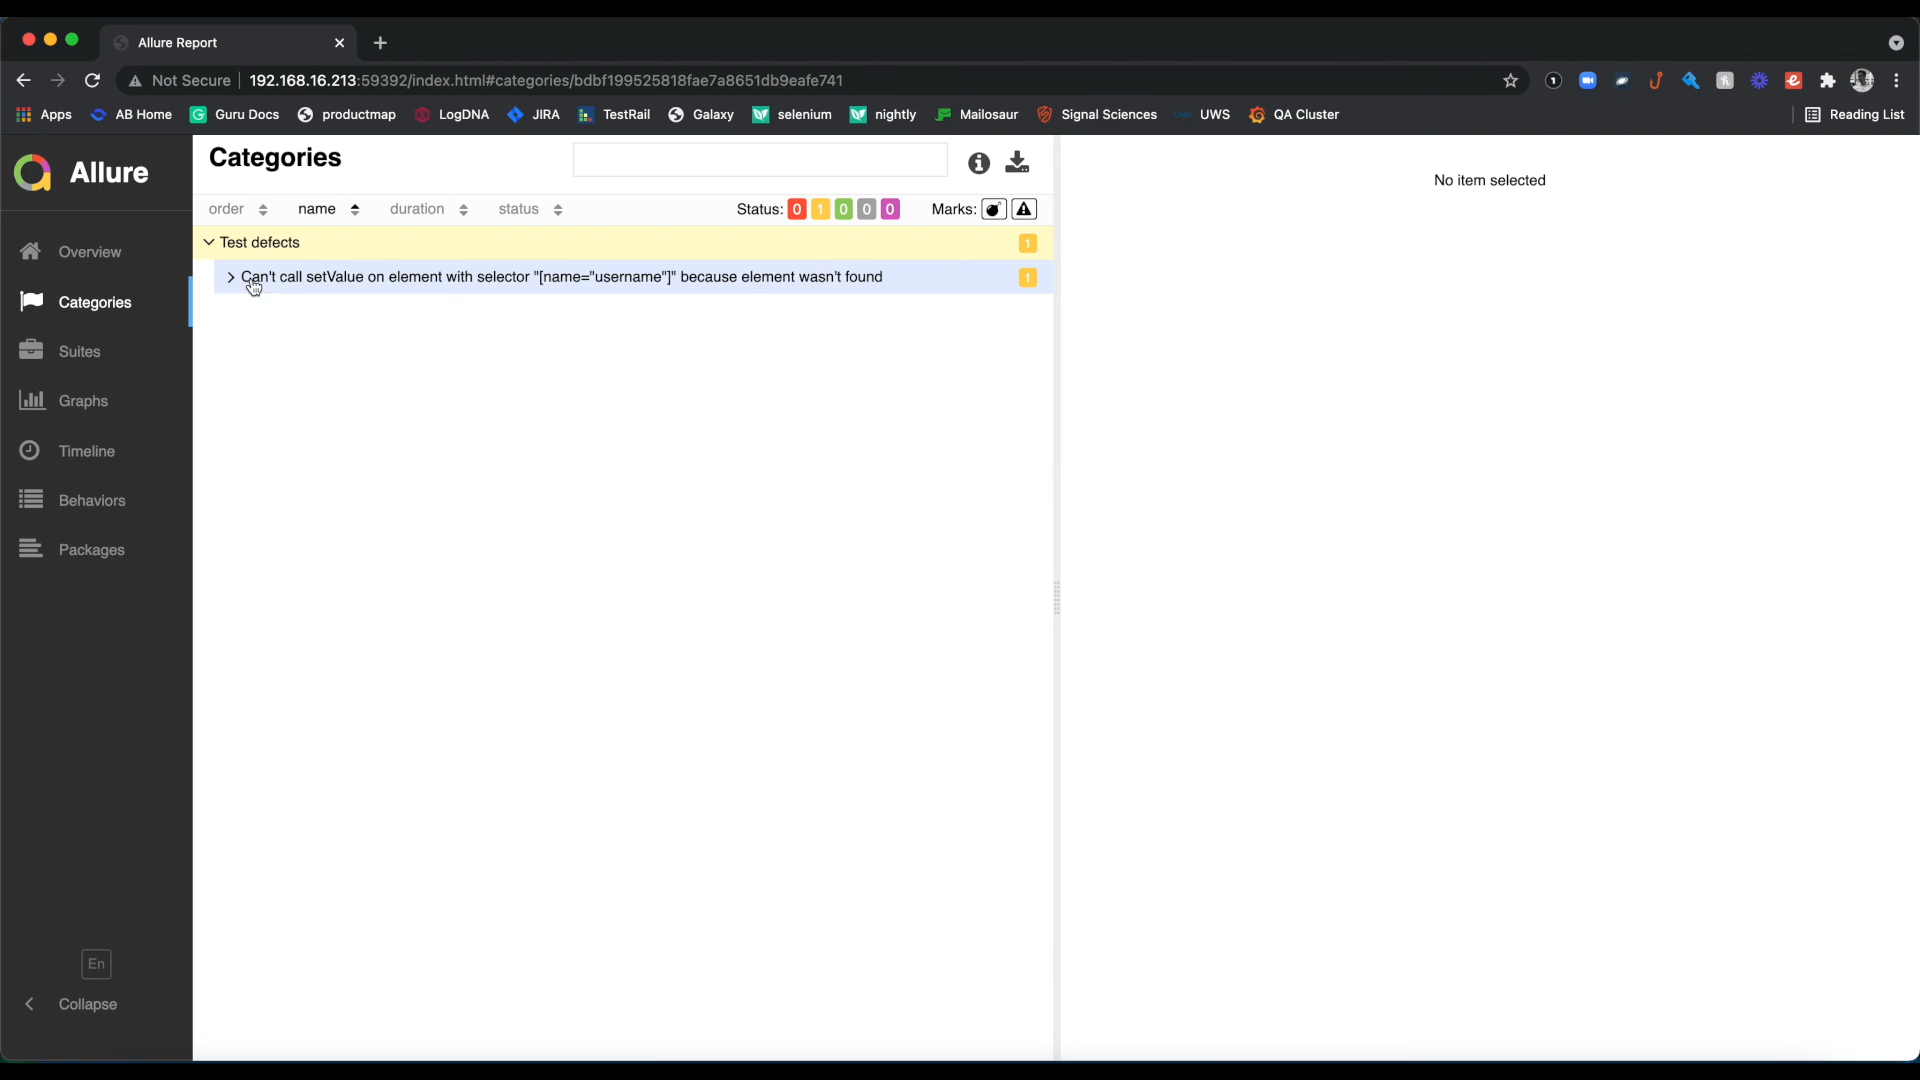 Allure Report
Not Secure 192.168.16.213:59392/index.html#categories/bdbf199525818fae7a8651db9eafe741
Apps AB Home Guru Docs productmap LogDNA JIRA TestRail Galaxy selenium nightly Mailosaur Signal Sciences UWS QA Cluster Reading List
Allure
Overview
Categories
Suites
Graphs
Timeline
Behaviors
Packages
En
Collapse
Categories
order name duration status Status: 0 1 0 0 0 Marks:
Test defects 1
Can't call setValue on element with selector "[name="username"]" because element wasn't found 1
No item selected